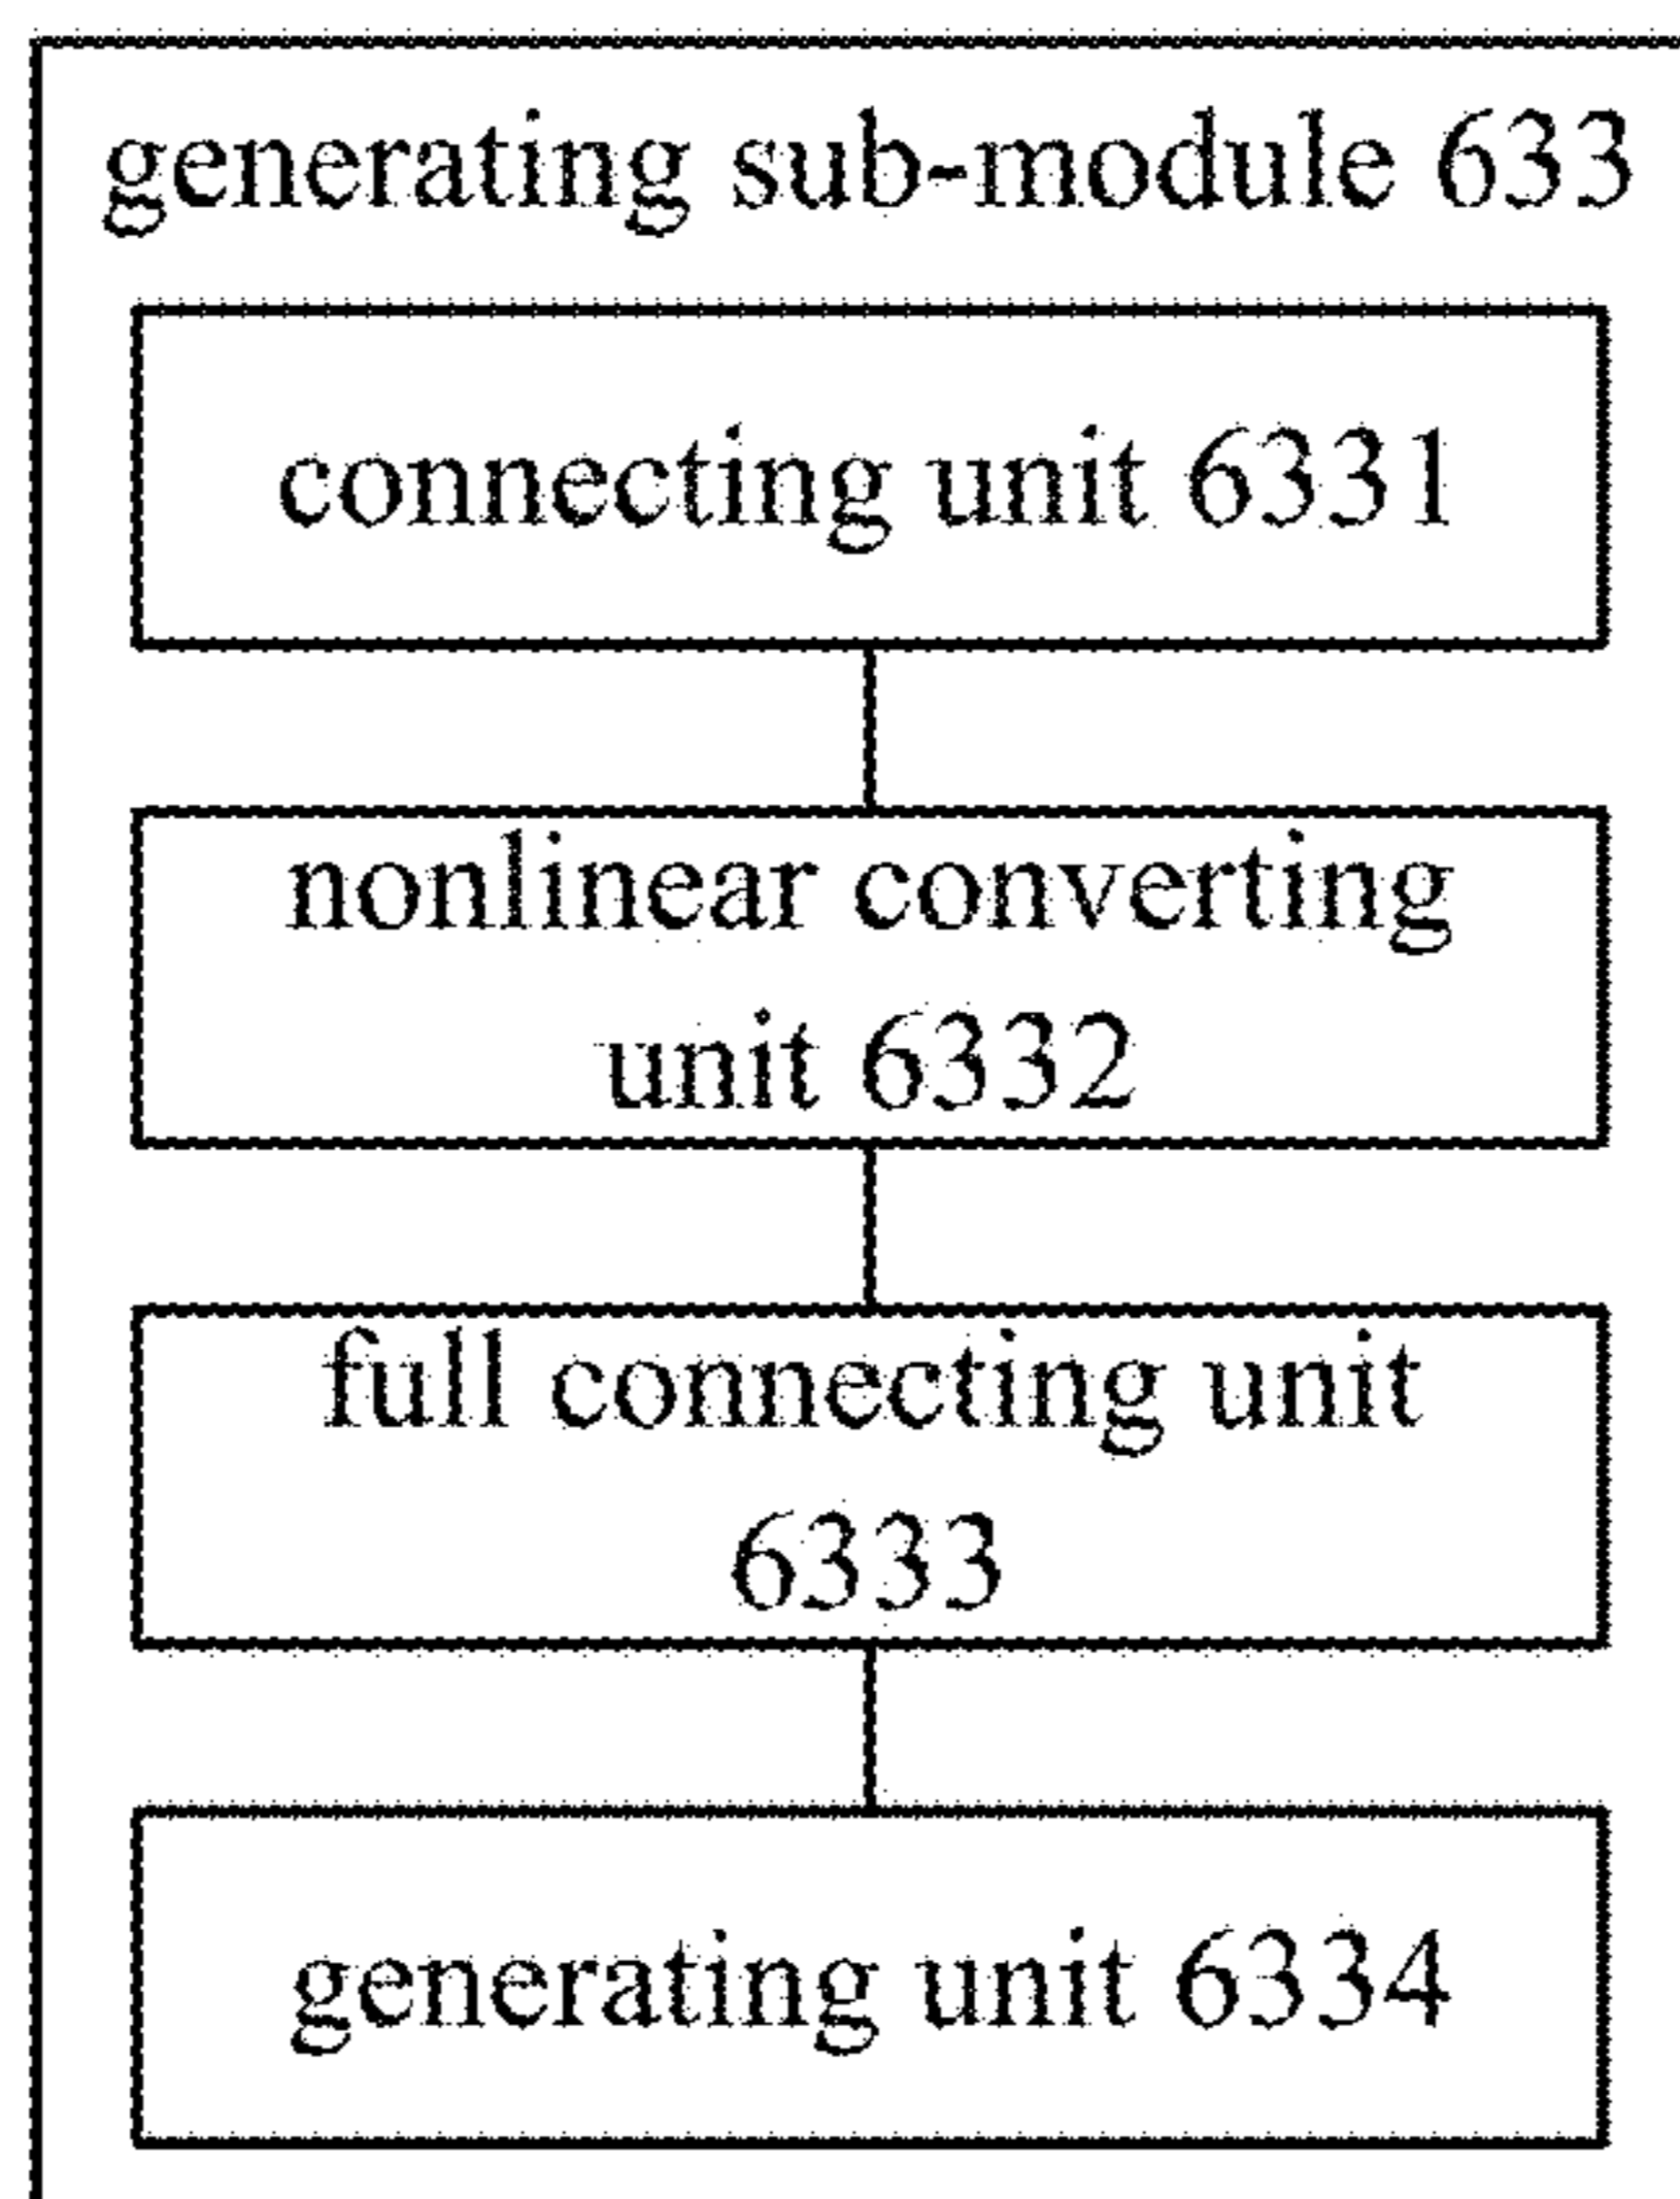 generating sub-module 633
connecting unit 6331
nonlinear converting
unit 6332
full connecting unit
6333
generating unit 6334